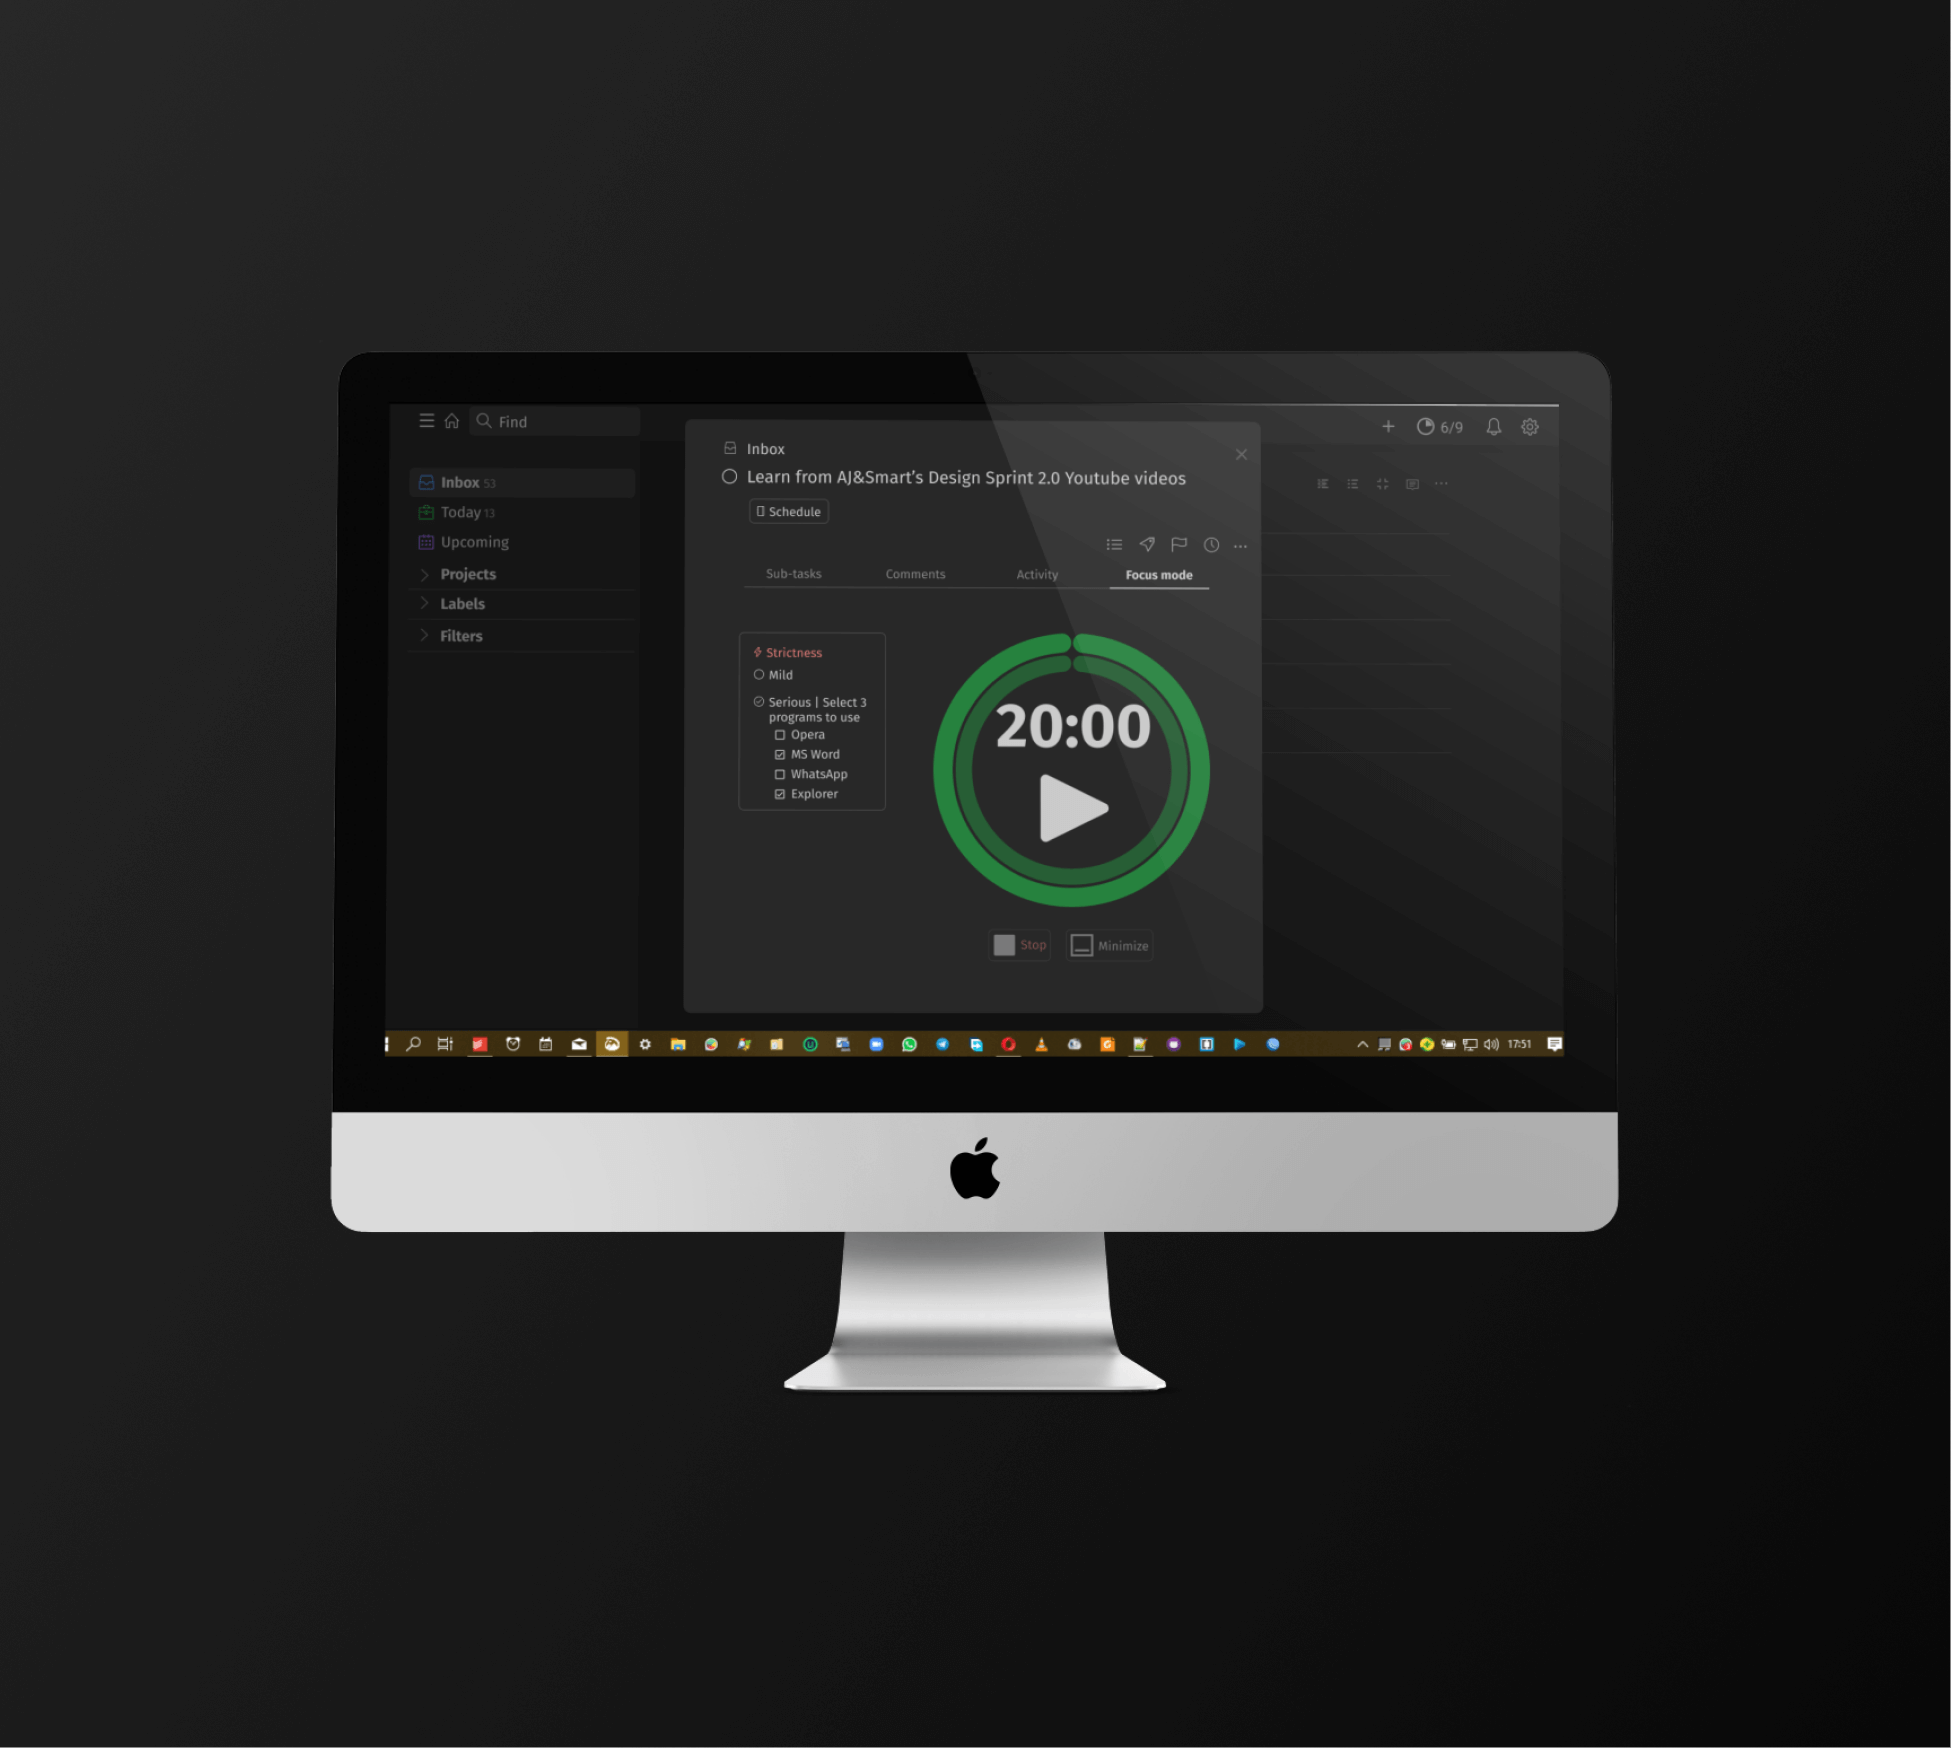 Find
6/9
Inbox 53
Today 13
Upcoming
Projects
Labels
Filters
Inbox
Learn from AJ&Smart's Design Sprint 2.0 Youtube videos
Schedule
Sub-tasks
Comments
Activity
Focus mode
Strictness
Mild
Serious | Select 3
programs to use
Opera
MS Word
WhatsApp
Explorer
20:00
Stop
Minimize
17:51